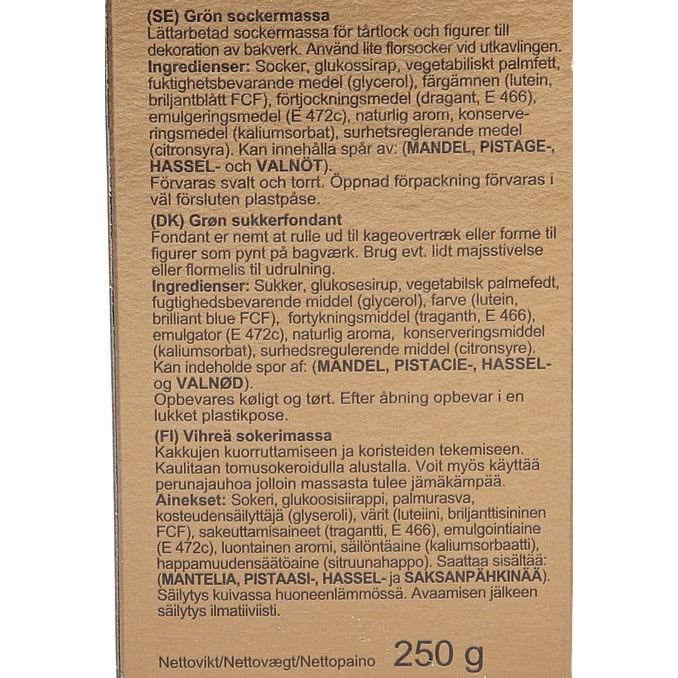 (SE) Grön sockermassa
Lättarbetad sockermassa för tårtlock och figurer till
dekoration av bakverk. Använd lite florsocker vid utkavlingen.
Ingredienser: Socker, glukossirap, vegetabiliskt palmfett,
fuktighetsbevarande medel (glycerol), färgämnen (lutein,
briljantblått FCF), förtjockningsmedel (dragant, E 466),
emulgeringsmedel (E 472c), naturlig arom, konserve-
ringsmedel (kaliumsorbat), surhetsreglerande medel
(citronsyra). Kan innehålla spår av: (MANDEL, PISTAGE-,
HASSEL- och VALNÖT).
Förvaras svalt och torrt. Öppnad förpackning förvaras i
väl försluten plastpåse.
(DK) Grøn sukkerfondant
Fondant er nemt at rulle ud til kageovertræk eller forme til
figurer som pynt på bagværk. Brug evt. lidt majsstivelse
eller flormelis til udrulning.
Ingredienser: Sukker, glukosesirup, vegetabilsk palmefedt,
fugtighedsbevarende middel (glycerol), farve (lutein,
brilliant blue FCF), fortykningsmiddel (traganth, E 466),
emulgator (E 472c), naturlig aroma, konserveringsmiddel
(kaliumsorbat), surhedsregulerende middel (citronsyre).
Kan indeholde spor af: (MANDEL, PISTACIE-, HASSEL-
og VALNØD).
Opbevares køligt og tørt. Efter åbning opbevar i en
lukket plastikpose.
(FI) Vihreä sokerimassa
Kakkujen kuorruttamiseen ja koristeiden tekemiseen.
Kaulitaan tomusokeroidulla alustalla. Voit myös käyttää
perunajauhoa jolloin massasta tulee jämäkämpää.
Ainekset: Sokeri, glukoosisiirappi, palmurasva,
kosteudensäilyttäjä (glyseroli), värit (luteiini, briljanttisininen
FCF), sakeuttamisaineet (tragantti, E 466), emulgointiaine
(E 472c), luontainen aromi, säilöntäaine (kaliumsorbaatti),
happamuudensäätöaine (sitruunahappo). Saattaa sisältää:
(MANTELIA, PISTAASI-, HASSEL- ja SAKSANPÄHKINÄÄ).
Säilytys kuivassa huoneenlämmössä. Avaamisen jälkeen
säilytys ilmatiiviisti.
Nettovikt/Nettovægt/Nettopaino 250 g